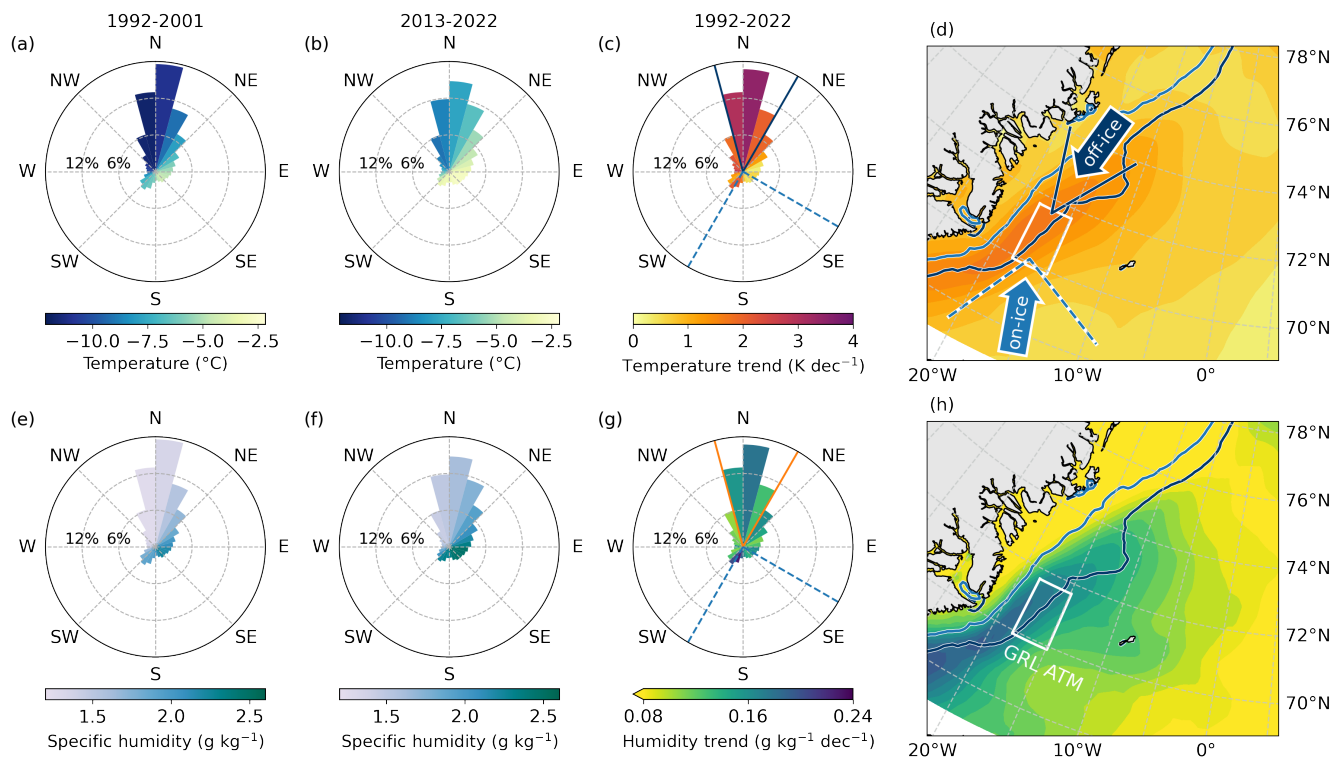 1992-2001
2013-2022
1992-2022
(a)
N
NW
NE
W
12%
6%
E
SW
SE
S
−10.0
−7.5
−5.0
−2.5
Temperature (°C)
(b)
N
NW
NE
W
12%
6%
E
SW
SE
S
−10.0
−7.5
−5.0
−2.5
Temperature (°C)
(c)
N
NW
NE
W
12%
6%
E
SW
SE
S
0
1
2
3
4
Temperature trend (K dec⁻¹)
(d)
off-ice
on-ice
78°N
76°N
74°N
72°N
70°N
20°W
10°W
0°
(e)
N
NW
NE
W
12%
6%
E
SW
SE
S
1.5
2.0
2.5
Specific humidity (g kg⁻¹)
(f)
N
NW
NE
W
12%
6%
E
SW
SE
S
1.5
2.0
2.5
Specific humidity (g kg⁻¹)
(g)
N
NW
NE
W
12%
6%
E
SW
SE
S
0.08
0.16
0.24
Humidity trend (g kg⁻¹ dec⁻¹)
(h)
GRL ATM
78°N
76°N
74°N
72°N
70°N
20°W
10°W
0°